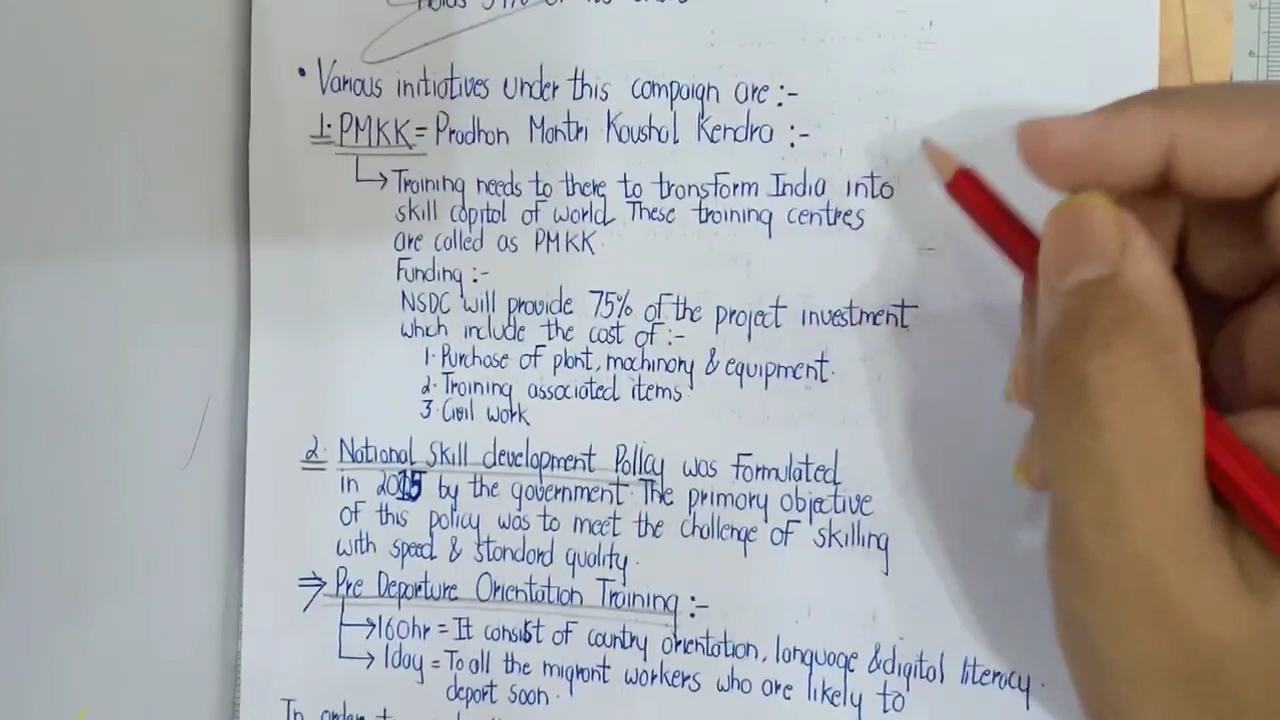 • Various initiatives under this compaign are :-
1. PMKK = Pradhan Mantri Kaushal Kendra :-
↳ Training needs to there to transform India into
skill capital of world. These training centres
are called as PMKK.
Funding :-
NSDC will provide 75% of the project investment
which include the cost of :-
1. Purchase of plant, machinary & equipment.
2. Training associated items
3. Civil work
2. National Skill development Policy was formulated
in 2015 by the government. The primary objective
of this policy was to meet the challenge of skilling
with speed & standard quality.
⇒ Pre Departure Orientation Training :-
→ 160hr = It consist of country orientation, language & digital literacy.
→ 1day = To all the migrant workers who are likely to
depart soon.
In order to